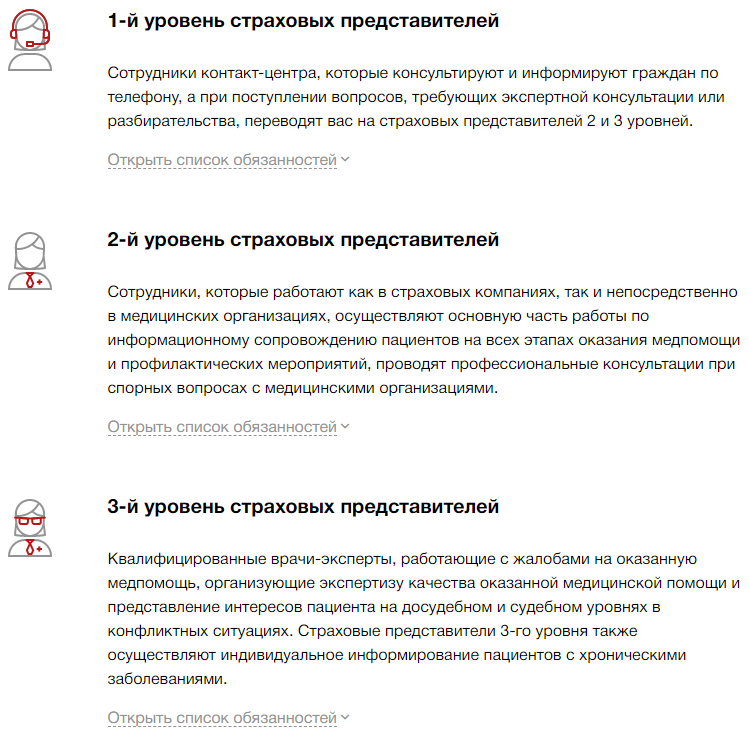 1-й уровень страховых представителей
Сотрудники контакт-центра, которые консультируют и информируют граждан по
телефону, а при поступлении вопросов, требующих экспертной консультации или
разбирательства, переводят вас на страховых представителей 2 и 3 уровней.
Открыть список обязанностей
2-й уровень страховых представителей
Сотрудники, которые работают как в страховых компаниях, так и непосредственно
в медицинских организациях, осуществляют основную часть работы по
информационному сопровождению пациентов на всех этапах оказания медпомощи
и профилактических мероприятий, проводят профессиональные консультации при
спорных вопросах с медицинскими организациями.
Открыть список обязанностей
3-й уровень страховых представителей
Квалифицированные врачи-эксперты, работающие с жалобами на оказанную
медпомощь, организующие экспертизу качества оказанной медицинской помощи и
представление интересов пациента на досудебном и судебном уровнях в
конфликтных ситуациях. Страховые представители 3-го уровня также
осуществляют индивидуальное информирование пациентов с хроническими
заболеваниями.
Открыть список обязанностей